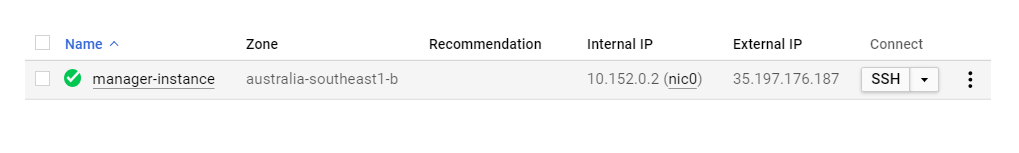 Name Zone Recommendation Internal IP External IP Connect
manager-instance australia-southeast1-b 10.152.0.2 (nic0) 35.197.176.187 SSH